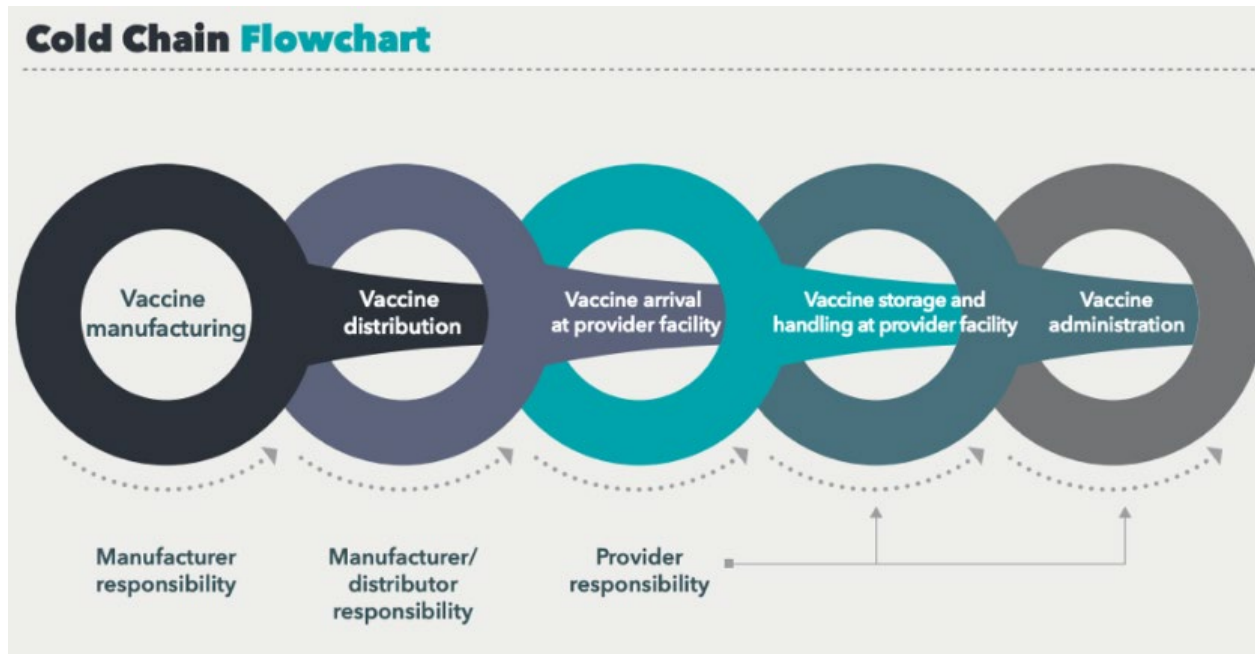 Cold Chain Flowchart
Vaccine
manufacturing
Vaccine
distribution
Vaccine arrival
at provider facility
Vaccine storage and
handling at provider facility
Vaccine
administration
Manufacturer
responsibility
Manufacturer/
distributor
responsibility
Provider
responsibility